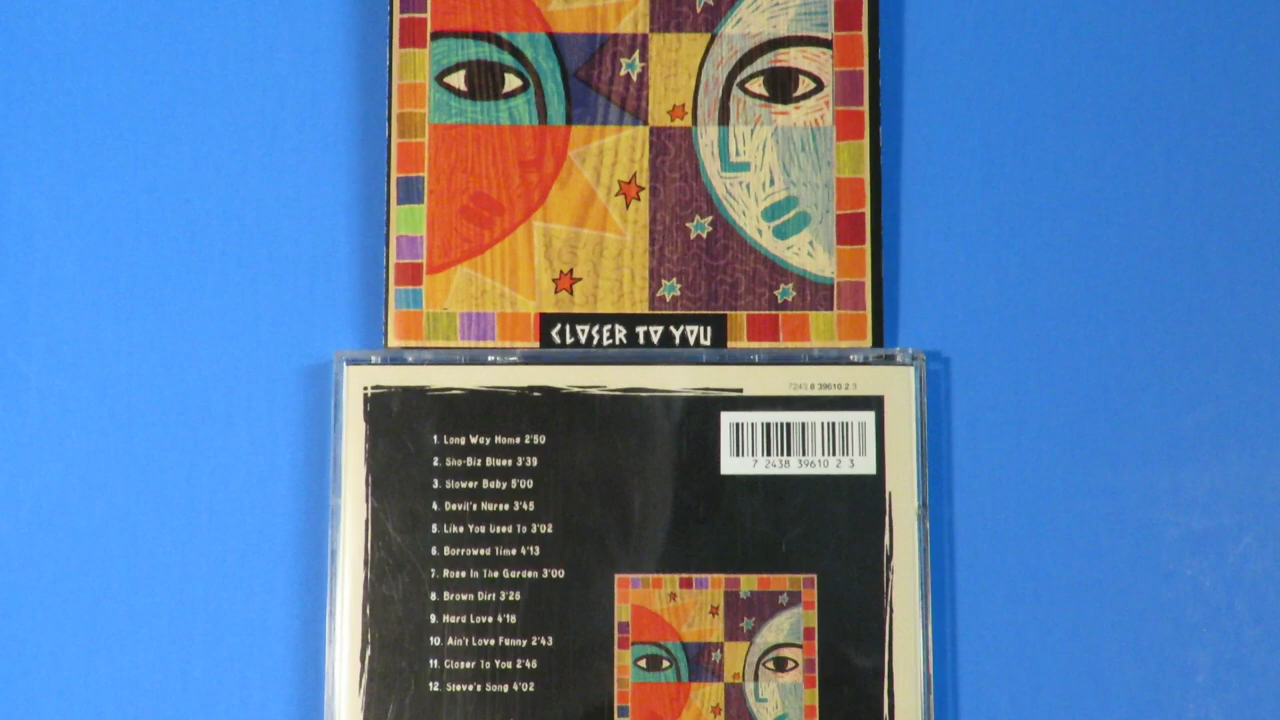 CLOSER TO YOU
7243 8 39610 2 3
7 2438 39610 2 3
1. Long Way Home 2'50
2. Sho-Biz Blues 3'39
3. Slower Baby 5'00
4. Devil's Nurse 3'45
5. Like You Used To 3'02
6. Borrowed Time 4'13
7. Rose In The Garden 3'00
8. Brown Dirt 3'26
9. Hard Love 4'18
10. Ain't Love Funny 2'43
11. Closer To You 2'46
12. Steve's Song 4'02